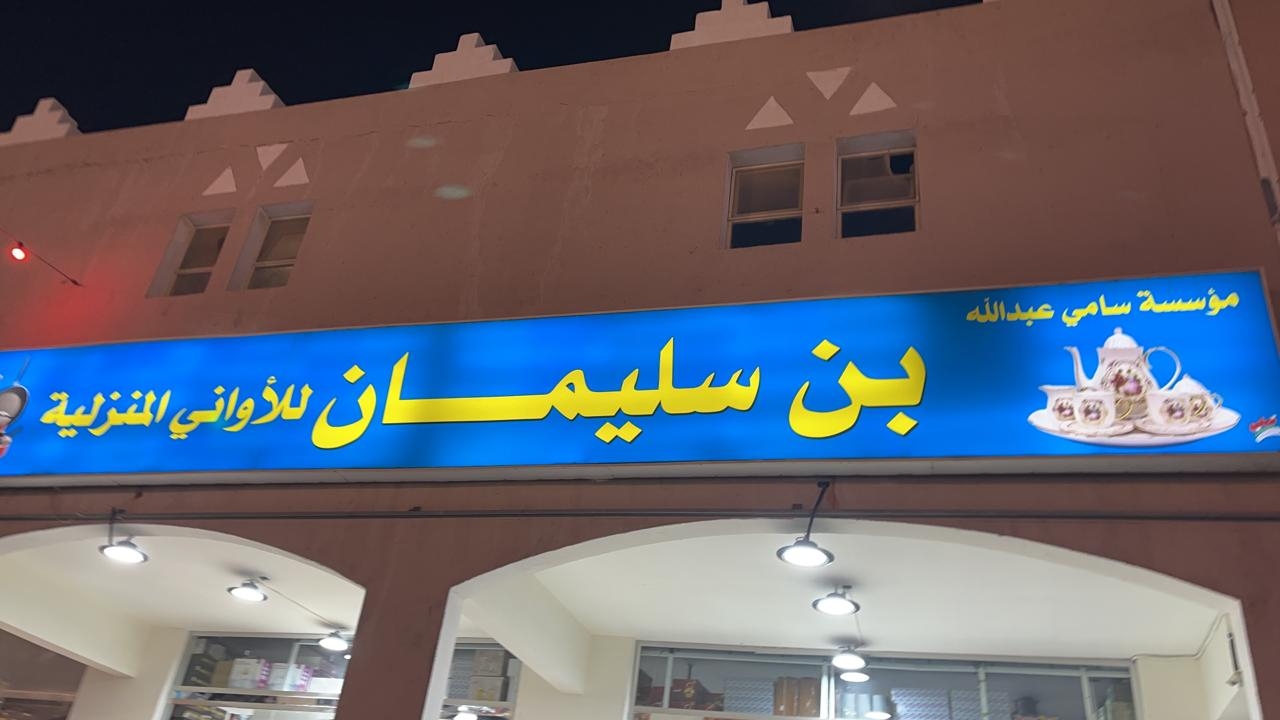 مؤسسة سامي عبدالله
بن سليمان للأواني المنزلية